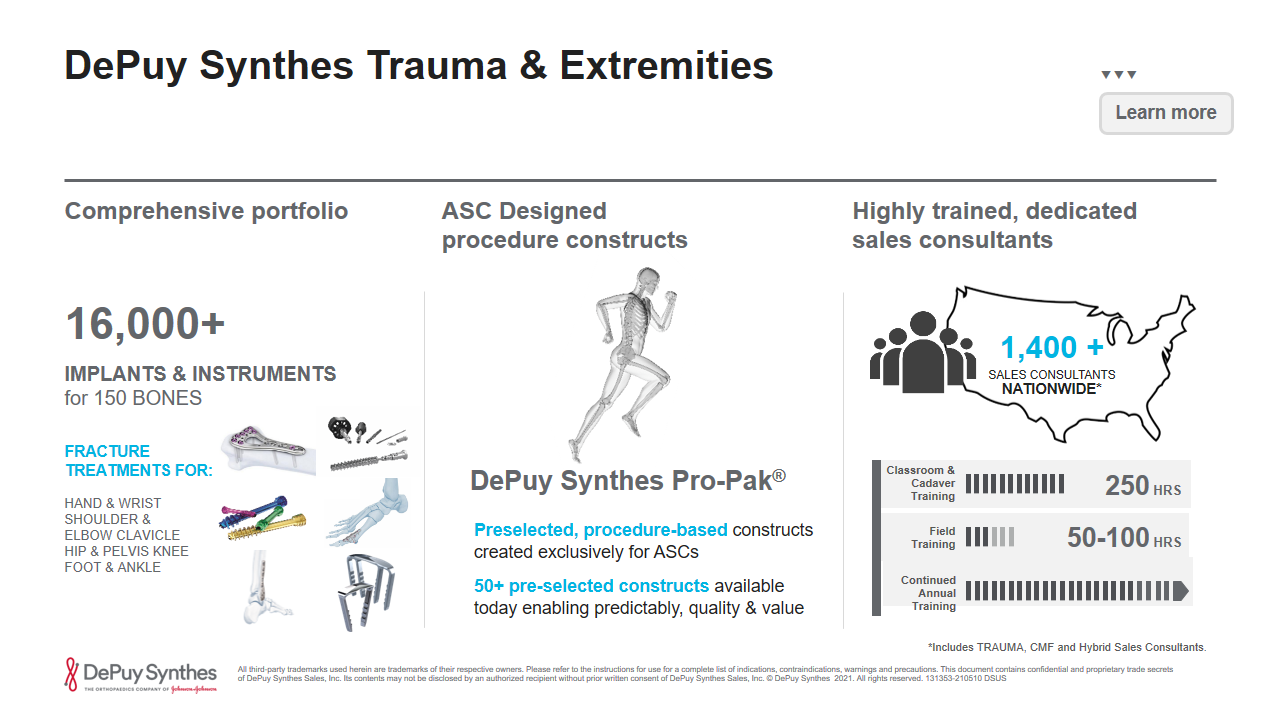 DePuy Synthes Trauma & Extremities
Learn more
Comprehensive portfolio
16,000+
IMPLANTS & INSTRUMENTS
for 150 BONES
FRACTURE
TREATMENTS FOR:
HAND & WRIST
SHOULDER &
ELBOW CLAVICLE
HIP & PELVIS KNEE
FOOT & ANKLE
ASC Designed
procedure constructs
DePuy Synthes Pro-Pak®
Preselected, procedure-based constructs
created exclusively for ASCs
50+ pre-selected constructs available
today enabling predictably, quality & value
Highly trained, dedicated
sales consultants
1,400 +
SALES CONSULTANTS
NATIONWIDE*
Classroom &
Cadaver
Training
250 HRS
Field
Training
50-100 HRS
Continued
Annual
Training
*Includes TRAUMA, CMF and Hybrid Sales Consultants.
DePuy Synthes
THE ORTHOPAEDICS COMPANY OF Johnson & Johnson
All third-party trademarks used herein are trademarks of their respective owners. Please refer to the instructions for use for a complete list of indications, contraindications, warnings and precautions. This document contains confidential and proprietary trade secrets
of DePuy Synthes Sales, Inc. Its contents may not be disclosed by an authorized recipient without prior written consent of DePuy Synthes Sales, Inc. © DePuy Synthes 2021. All rights reserved. 131353-210510 DSUS